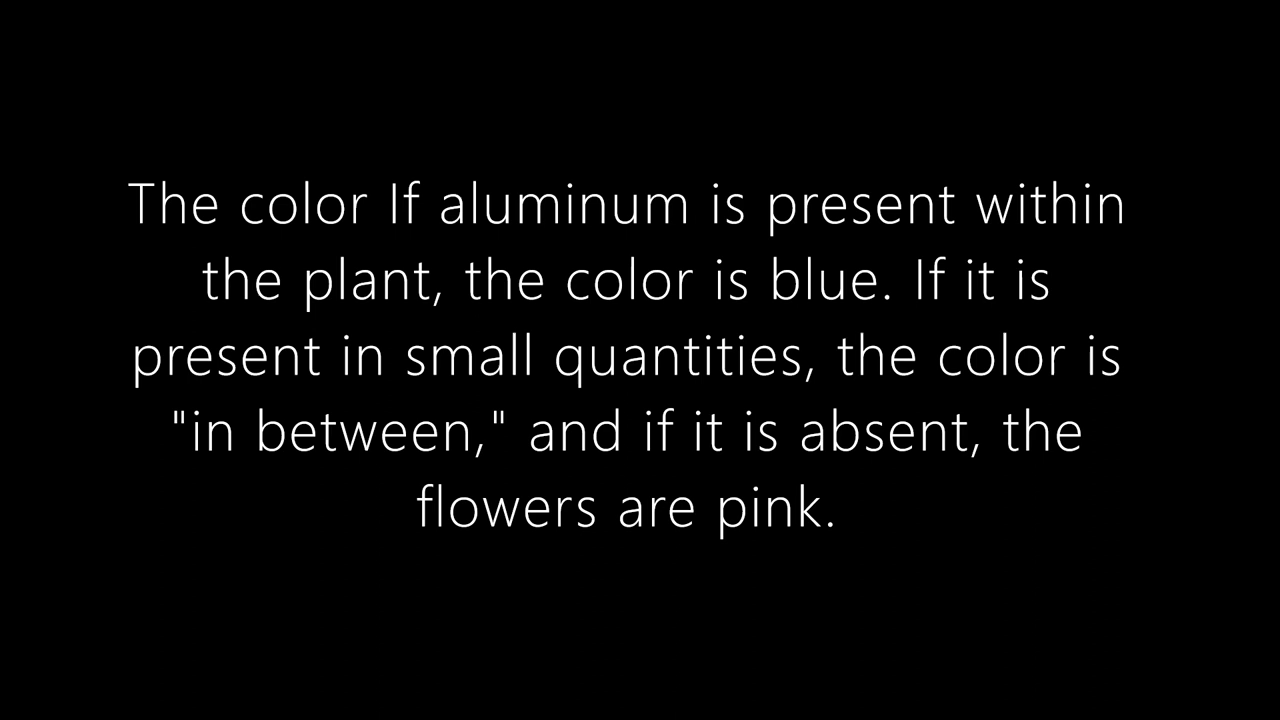 The color If aluminum is present within
the plant, the color is blue. If it is
present in small quantities, the color is
"in between," and if it is absent, the
flowers are pink.